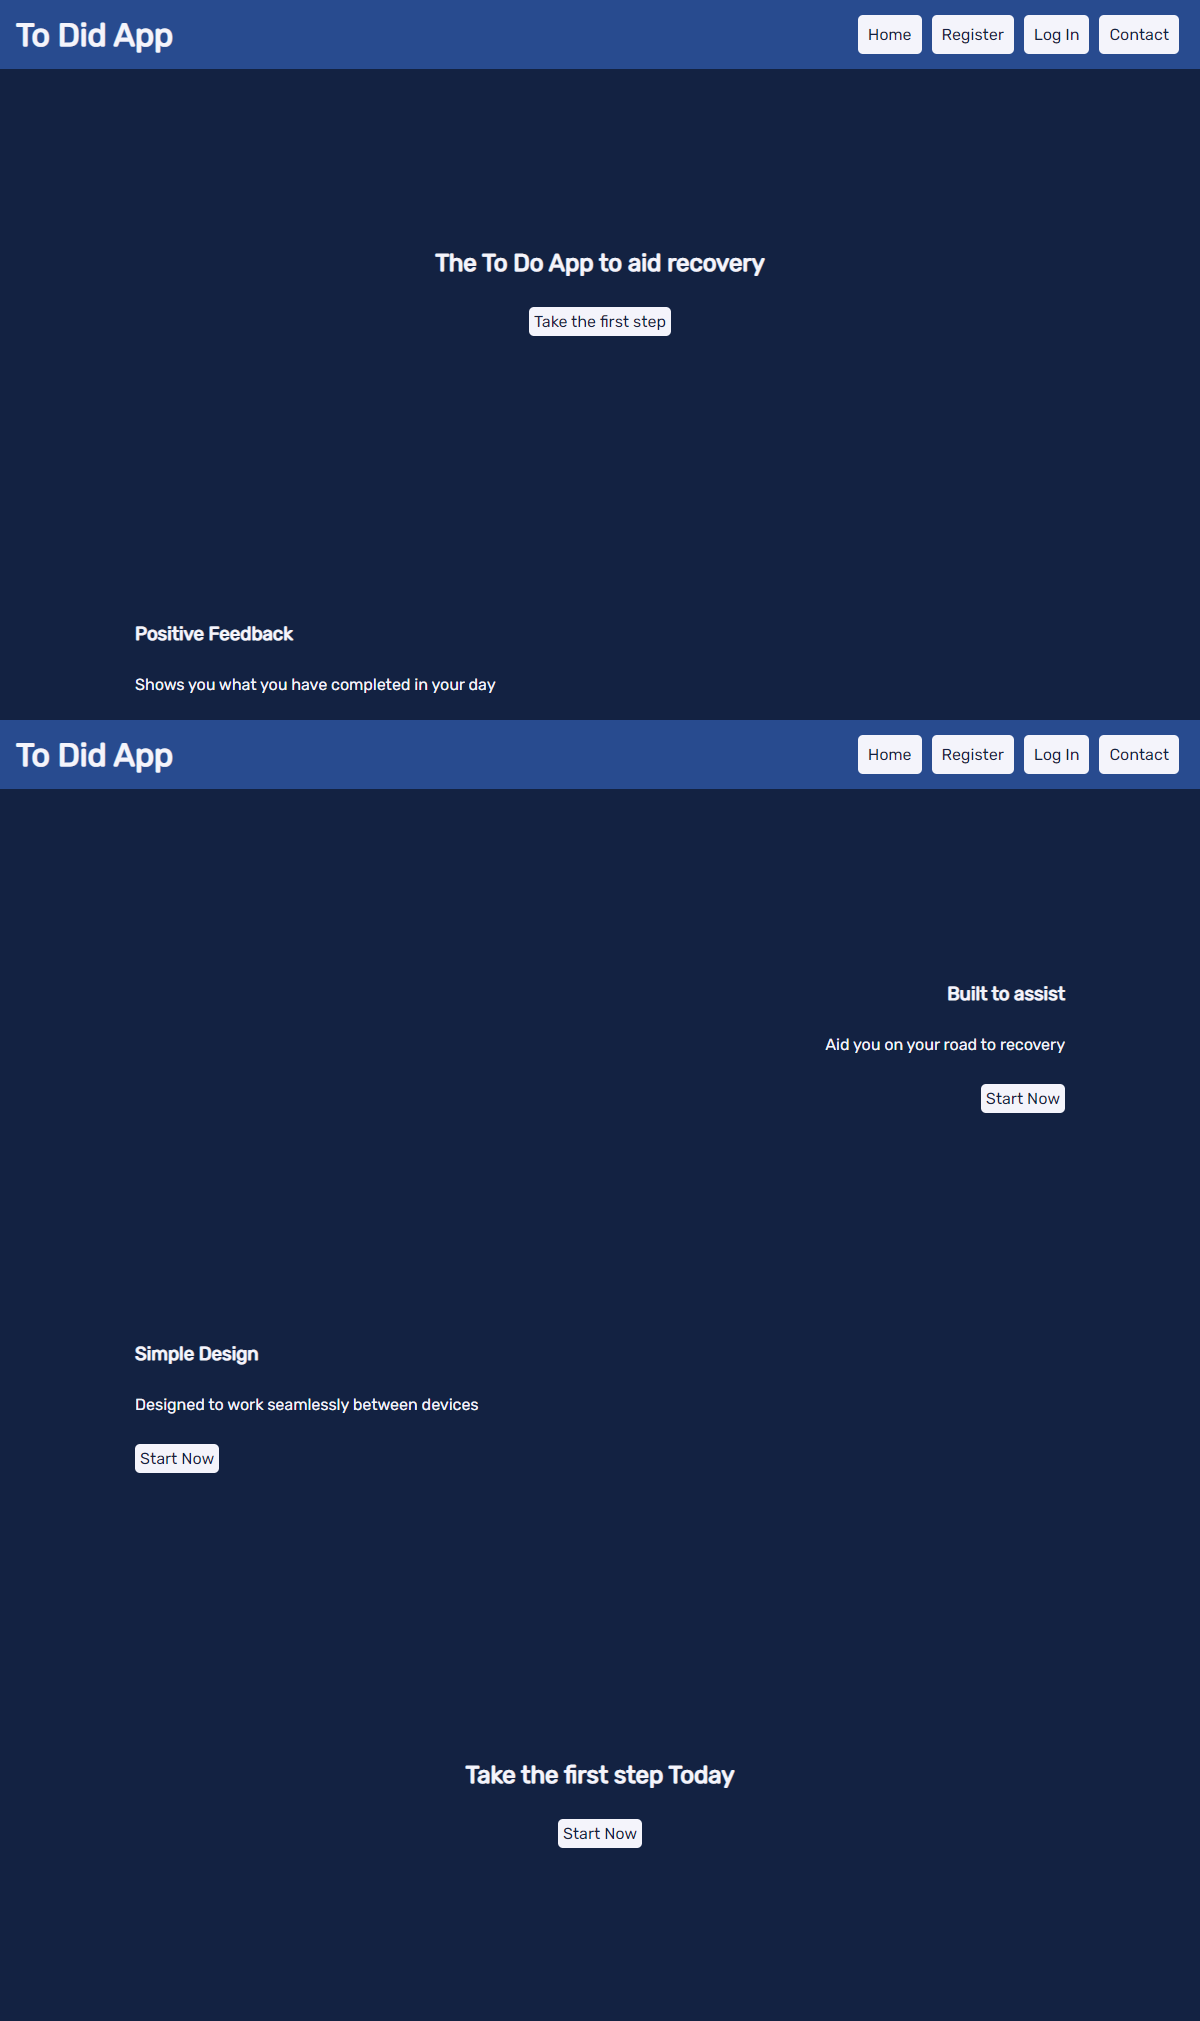 To Did App
Home Register Log In Contact
The To Do App to aid recovery
Take the first step
Positive Feedback
Shows you what you have completed in your day
To Did App
Home Register Log In Contact
Built to assist
Aid you on your road to recovery
Start Now
Simple Design
Designed to work seamlessly between devices
Start Now
Take the first step Today
Start Now